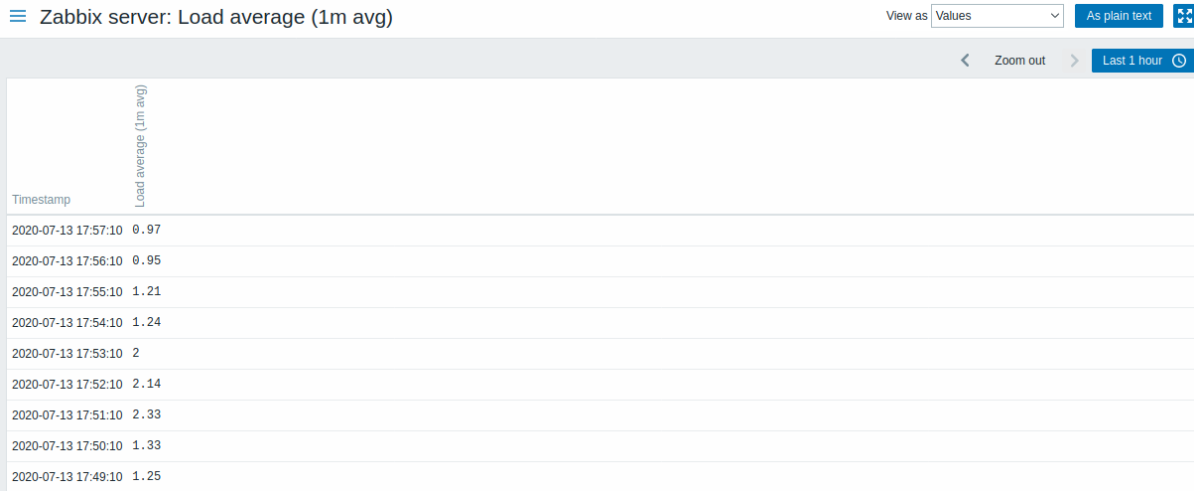 Zabbix server: Load average (1m avg) View as Values As plain text
Zoom out Last 1 hour
Timestamp Load average (1m avg)
2020-07-13 17:57:10 0.97
2020-07-13 17:56:10 0.95
2020-07-13 17:55:10 1.21
2020-07-13 17:54:10 1.24
2020-07-13 17:53:10 2
2020-07-13 17:52:10 2.14
2020-07-13 17:51:10 2.33
2020-07-13 17:50:10 1.33
2020-07-13 17:49:10 1.25